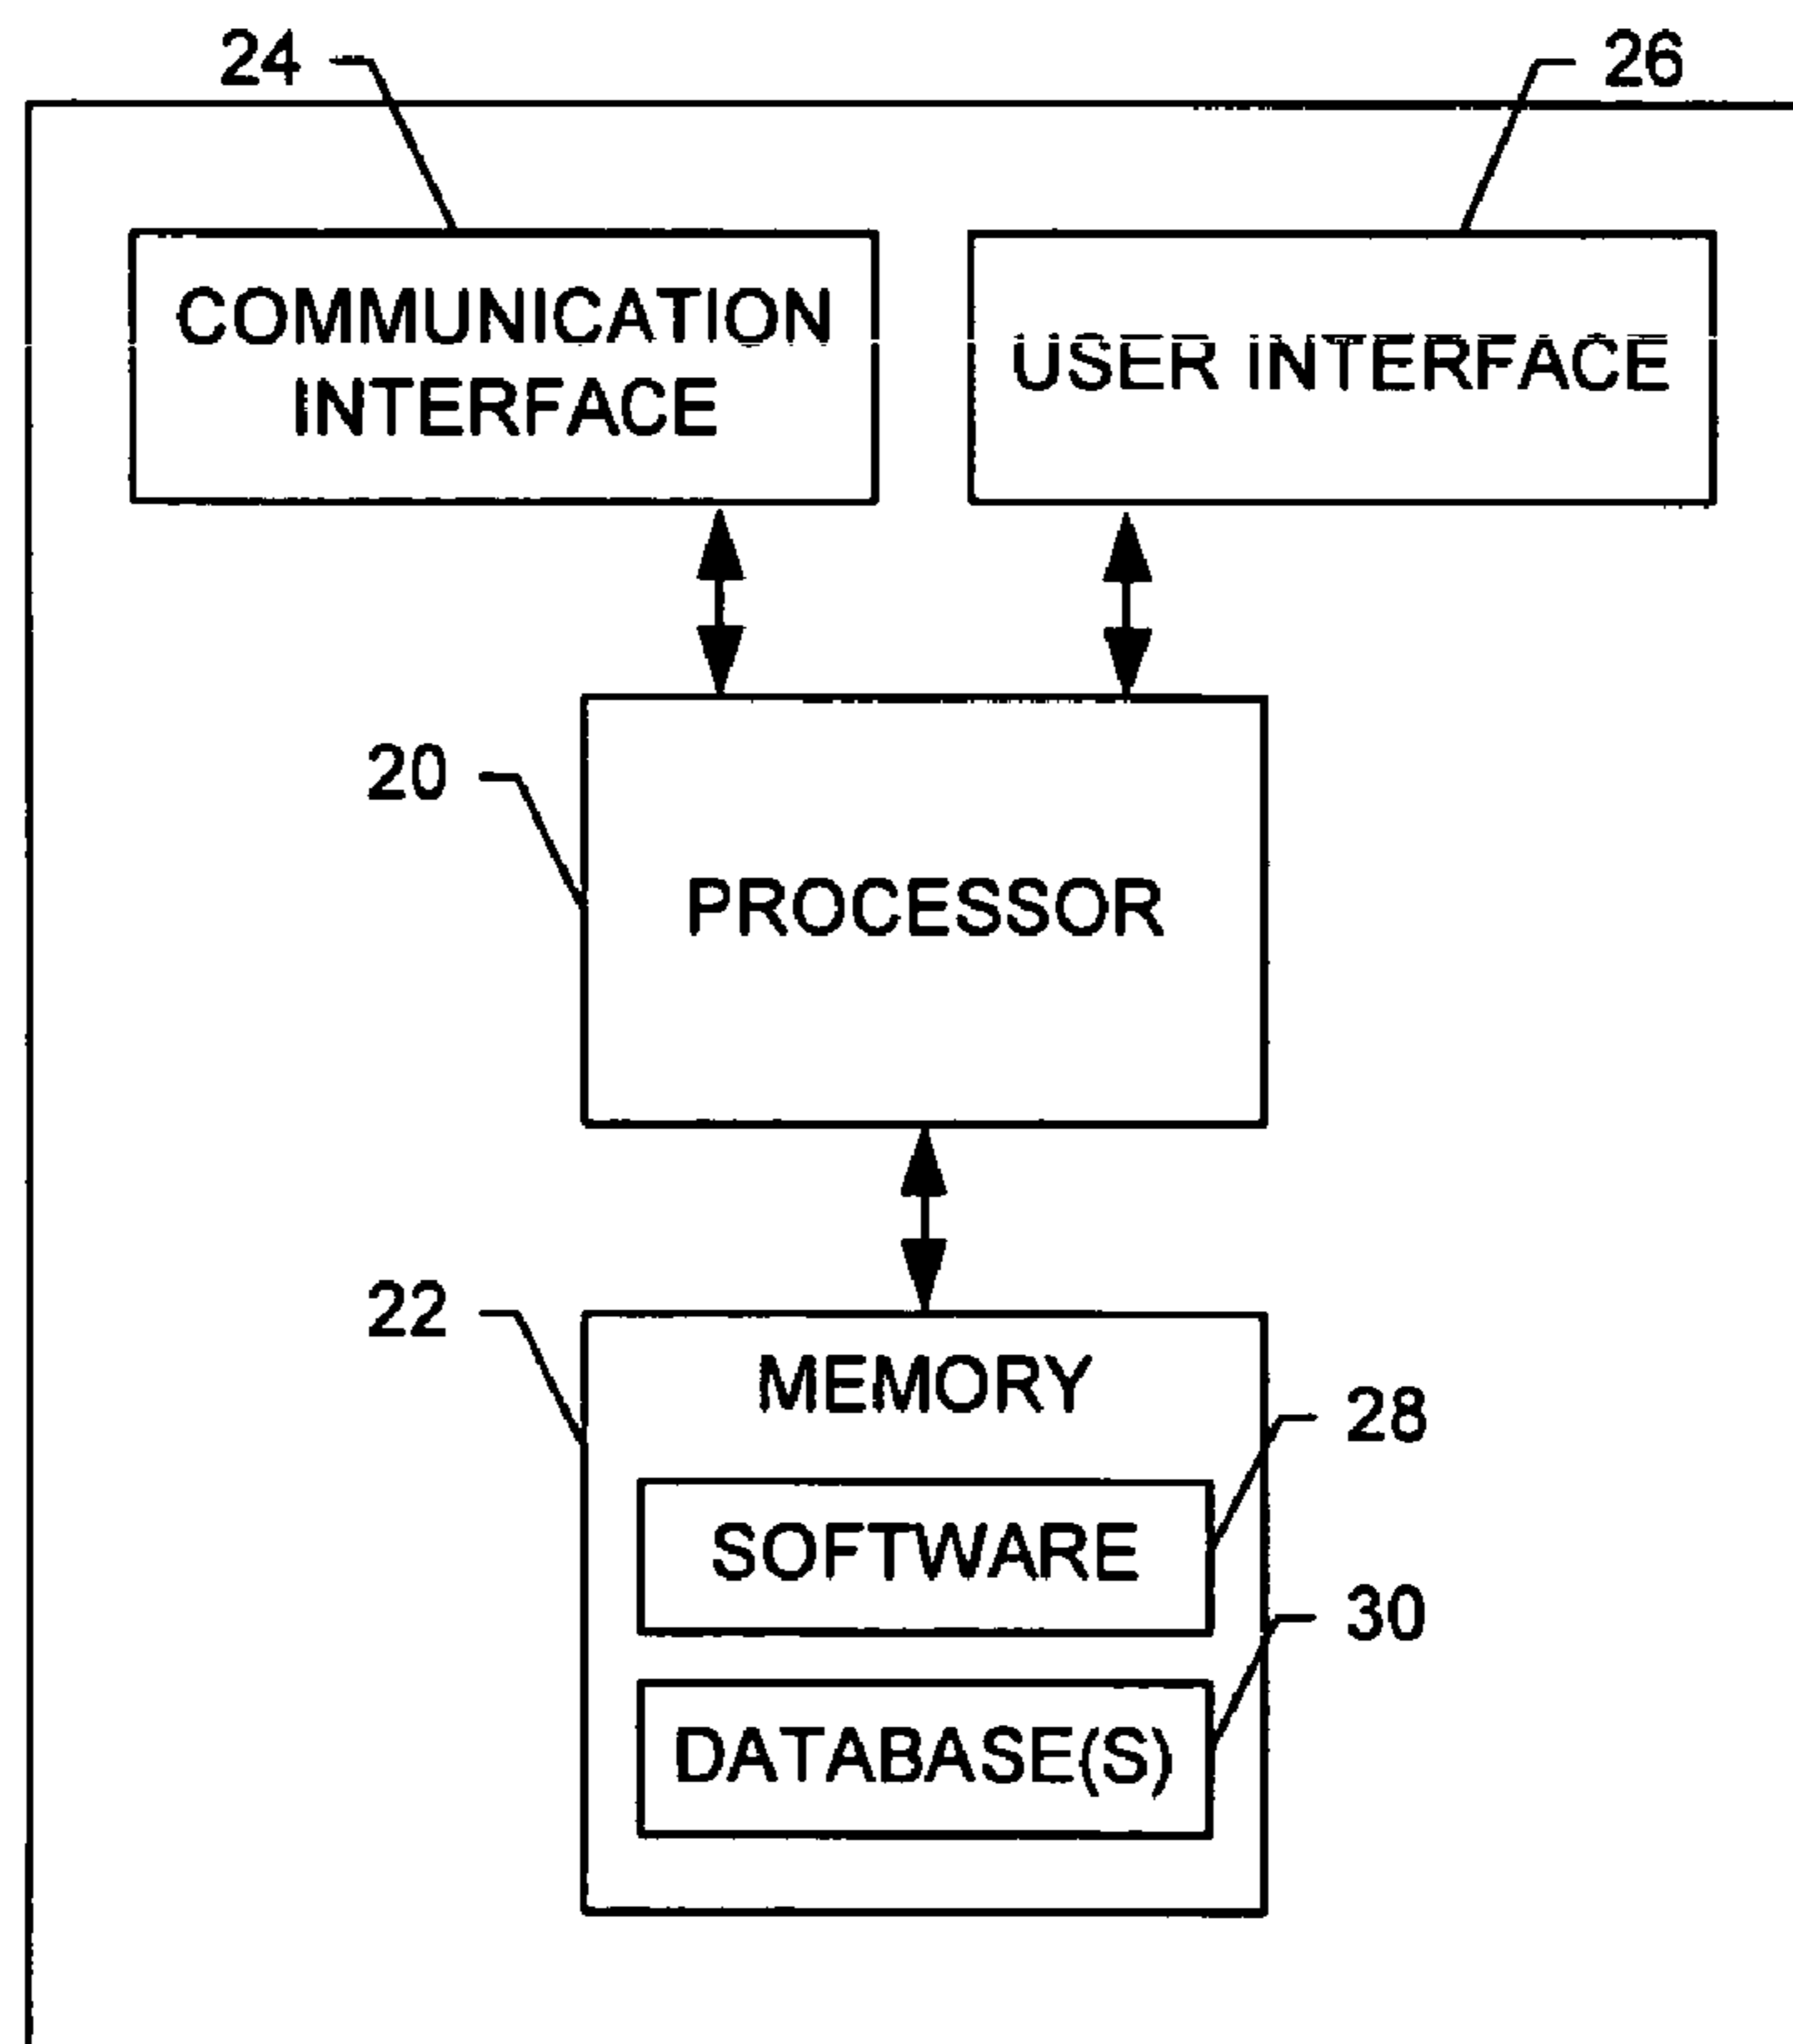 24
26
COMMUNICATION
INTERFACE
USER INTERFACE
20
PROCESSOR
22
MEMORY
28
SOFTWARE
30
DATABASE(S)